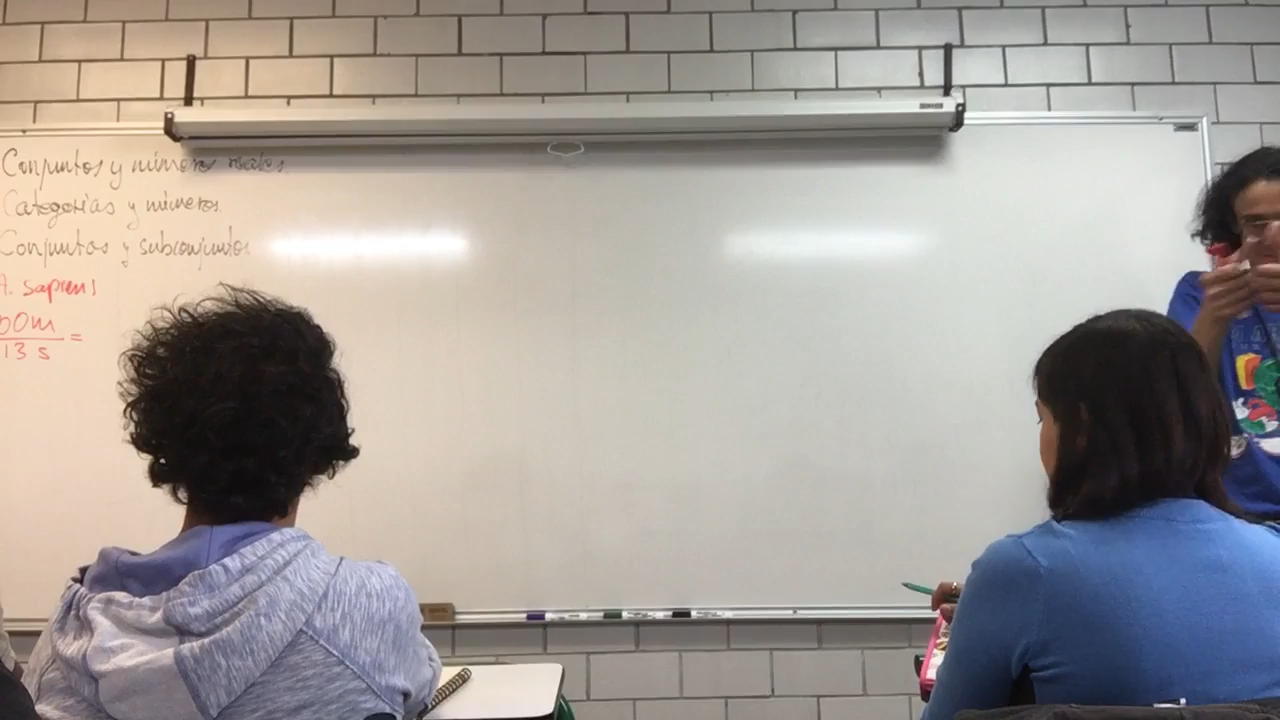 Conjuntos y números reales.
Categorías y números.
Conjuntos y subconjuntos.
A. sapiens
00m
13 s =